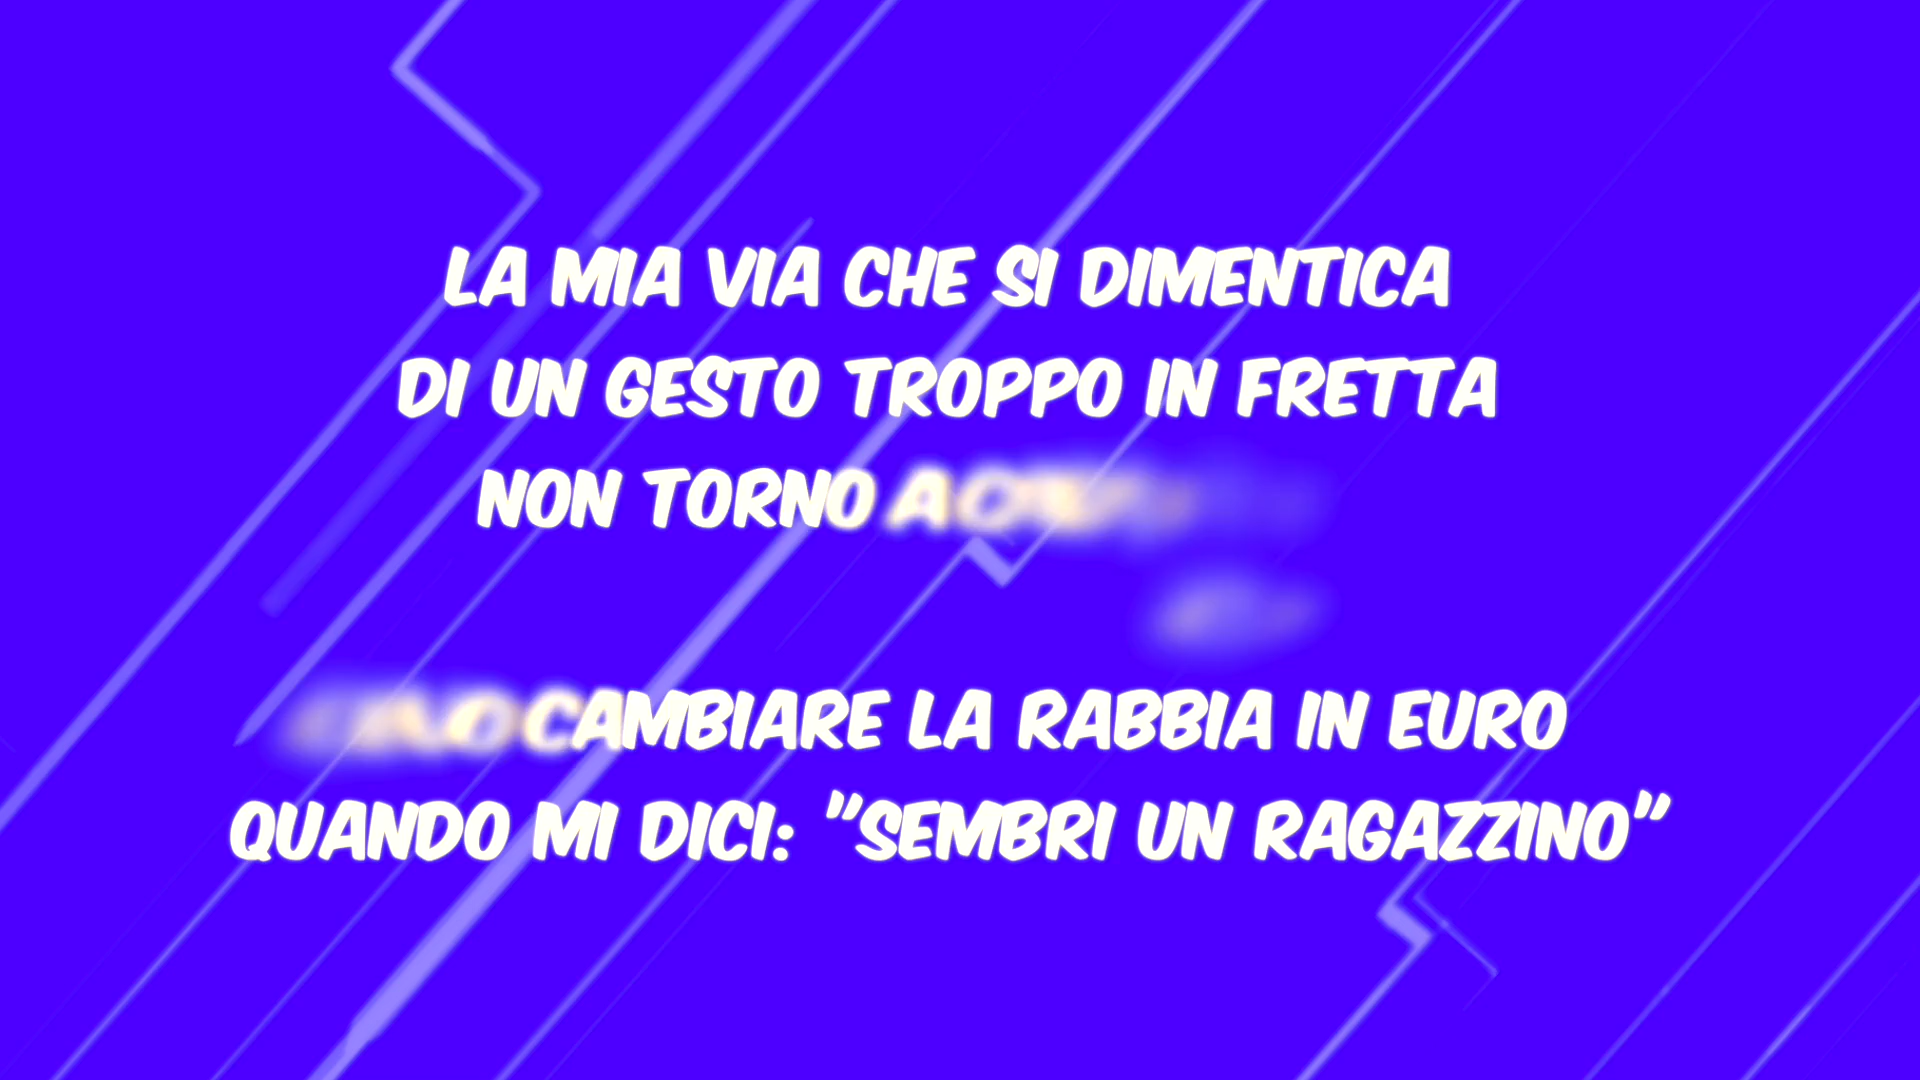 LA MIA VIA CHE SI DIMENTICA
DI UN GESTO TROPPO IN FRETTA
NON TORNO A
CAMBIARE LA RABBIA IN EURO
QUANDO MI DICI: "SEMBRI UN RAGAZZINO"